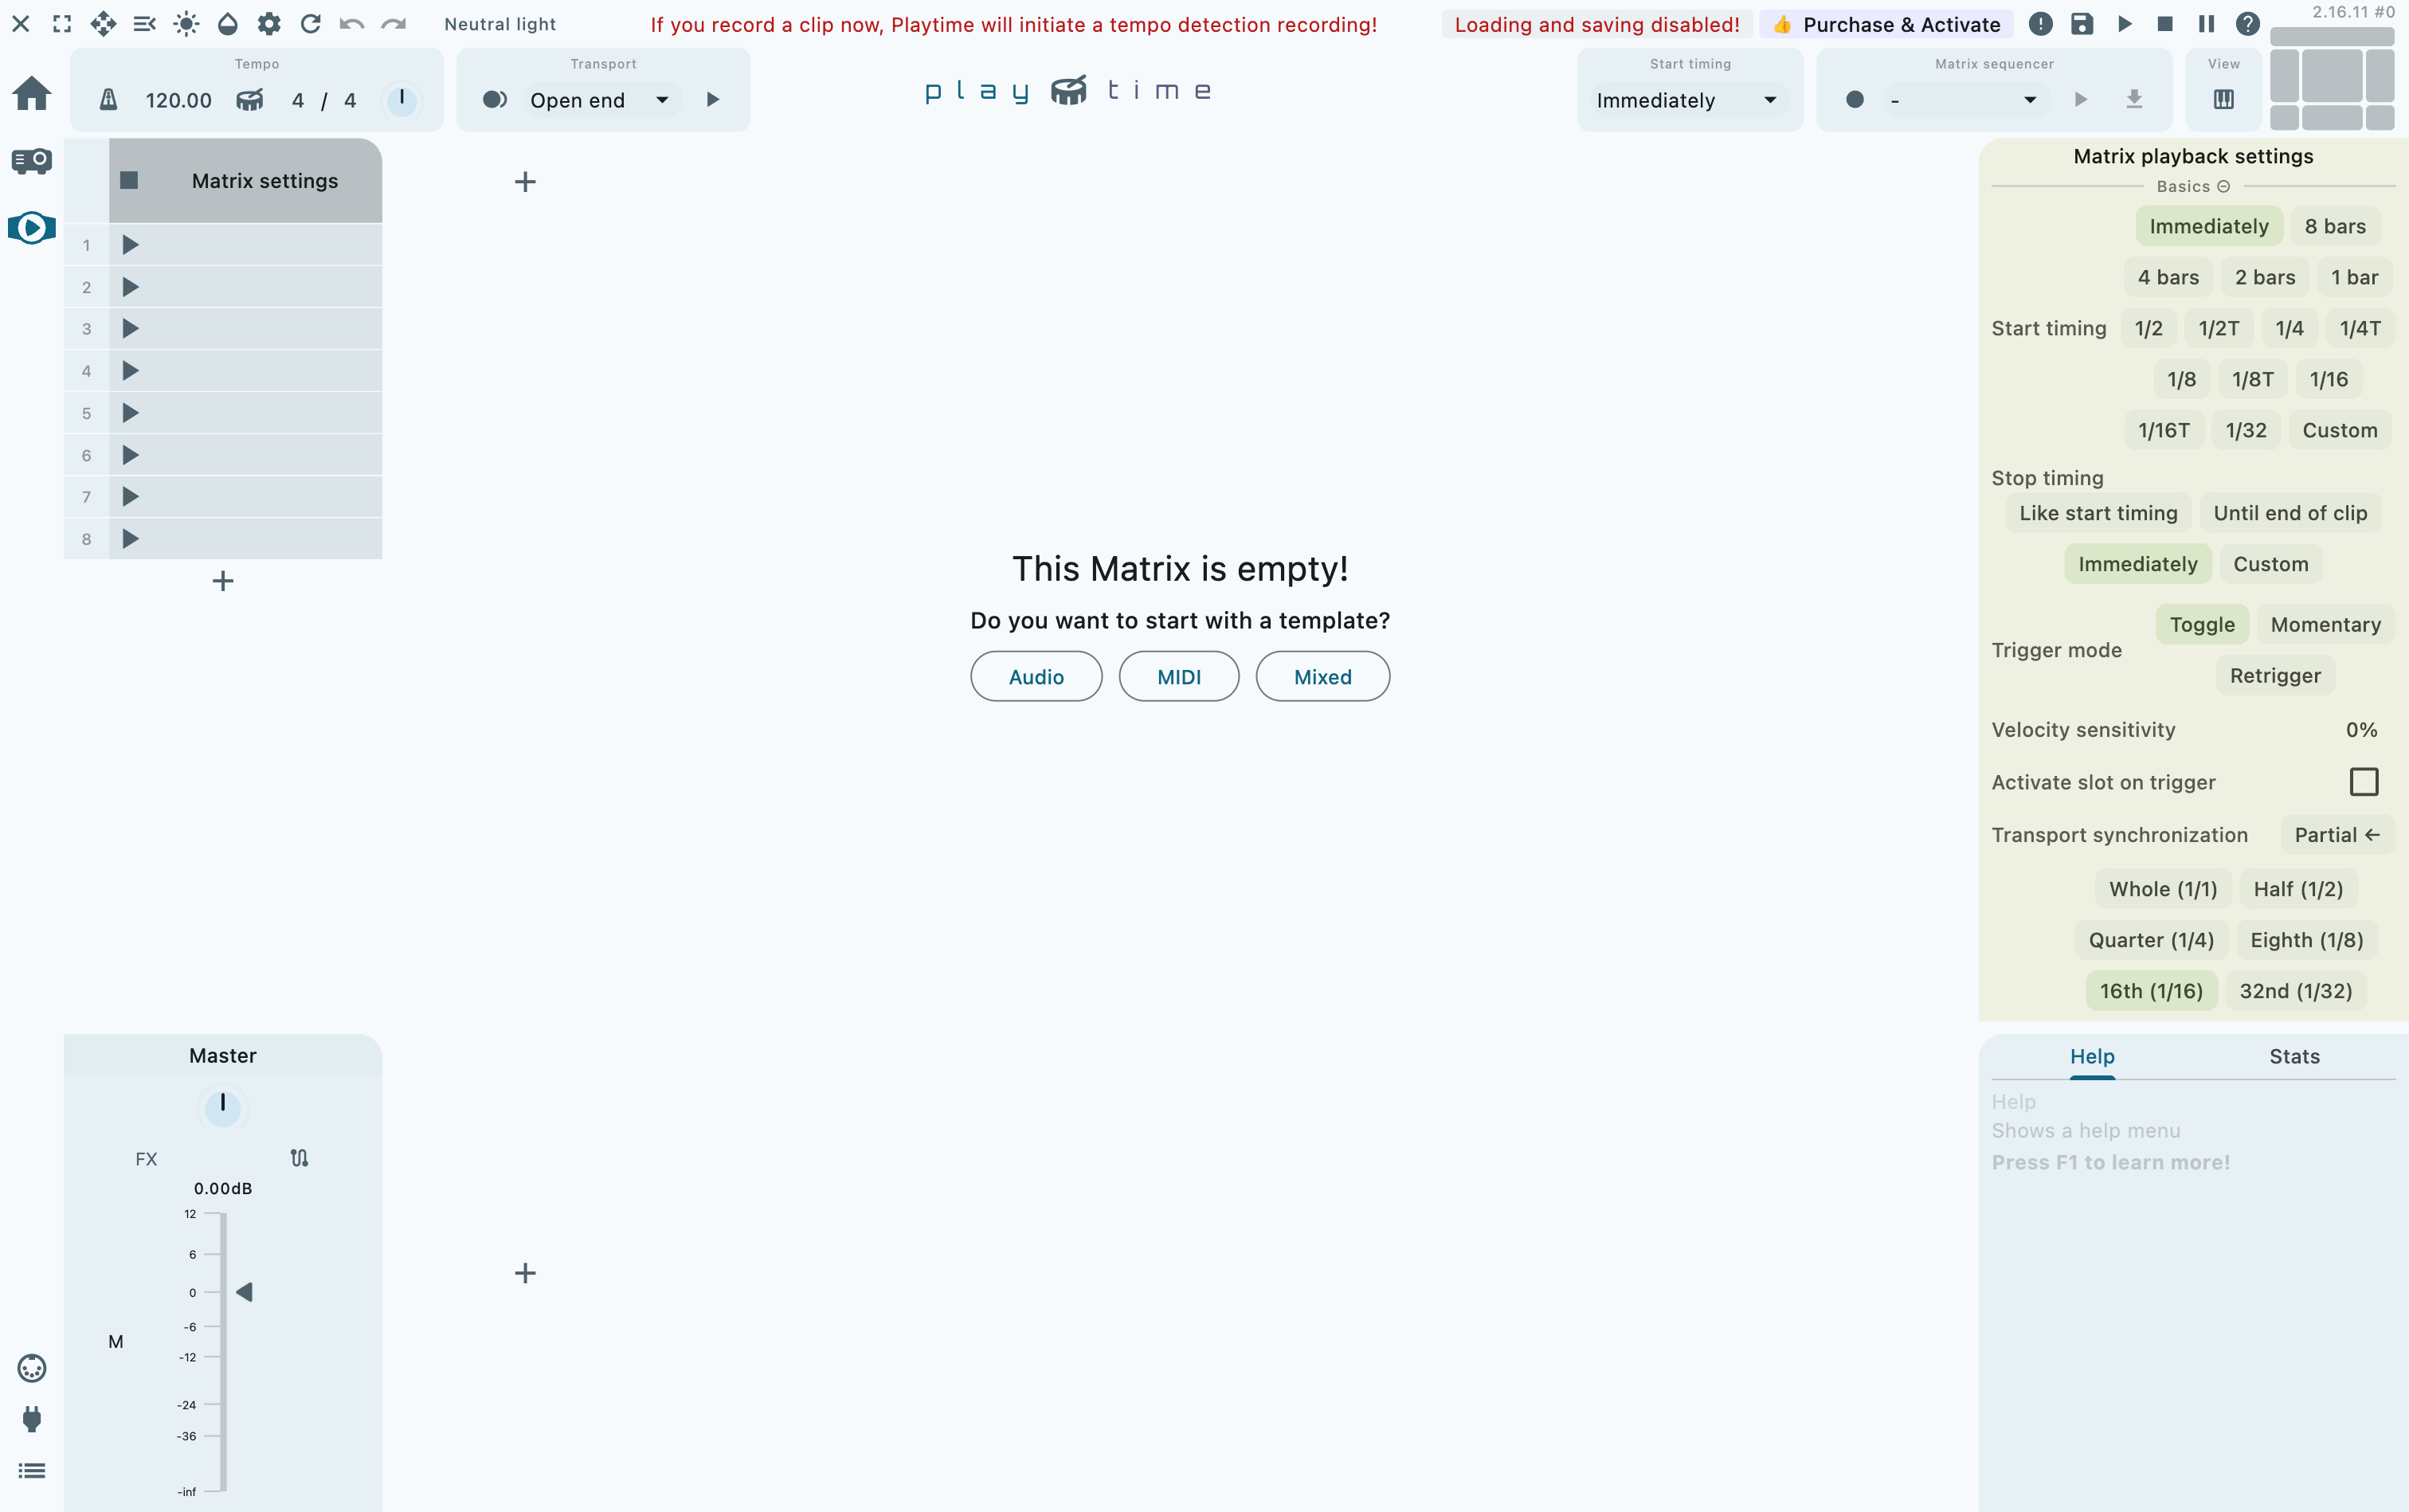 Neutral light
If you record a clip now, Playtime will initiate a tempo detection recording!
Loading and saving disabled!
👍 Purchase & Activate
2.16.11 #0
Tempo
120.00
4 / 4
Transport
Open end
play time
Start timing
Immediately
Matrix sequencer
-
View
Matrix settings
1
2
3
4
5
6
7
8
This Matrix is empty!
Do you want to start with a template?
Audio MIDI Mixed
Matrix playback settings
Basics
Immediately 8 bars
4 bars 2 bars 1 bar
Start timing 1/2 1/2T 1/4 1/4T
1/8 1/8T 1/16
1/16T 1/32 Custom
Stop timing
Like start timing Until end of clip
Immediately Custom
Toggle Momentary
Trigger mode
Retrigger
Velocity sensitivity 0%
Activate slot on trigger
Transport synchronization Partial ←
Whole (1/1) Half (1/2)
Quarter (1/4) Eighth (1/8)
16th (1/16) 32nd (1/32)
Master
FX
0.00dB
12
6
0
-6
M
-12
-24
-36
-inf
Help Stats
Help
Shows a help menu
Press F1 to learn more!